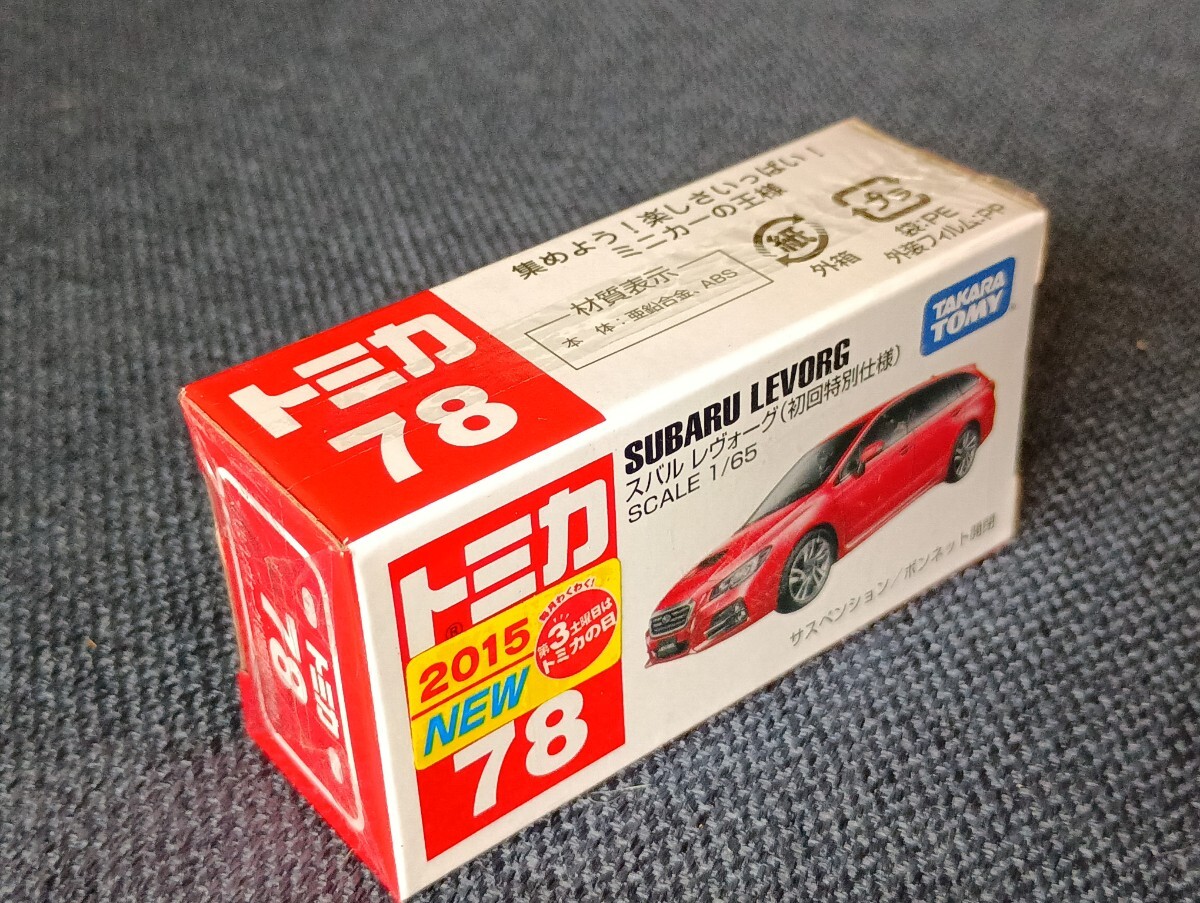 集めよう！楽しさいっぱい！
ミニカーの王様
材質表示
本 体：亜鉛合金、ABS
紙
外箱
プラ
袋:PE
外装フィルム:PP
トミカ
78
TAKARA
TOMY
SUBARU LEVORG
スバル レヴォーグ(初回特別仕様)
SCALE 1/65
サスペンション/ボンネット開閉
トミカ
®
2015
NEW
毎月わくわく!
第3土曜日は
トミカの日
78
トミカ
78